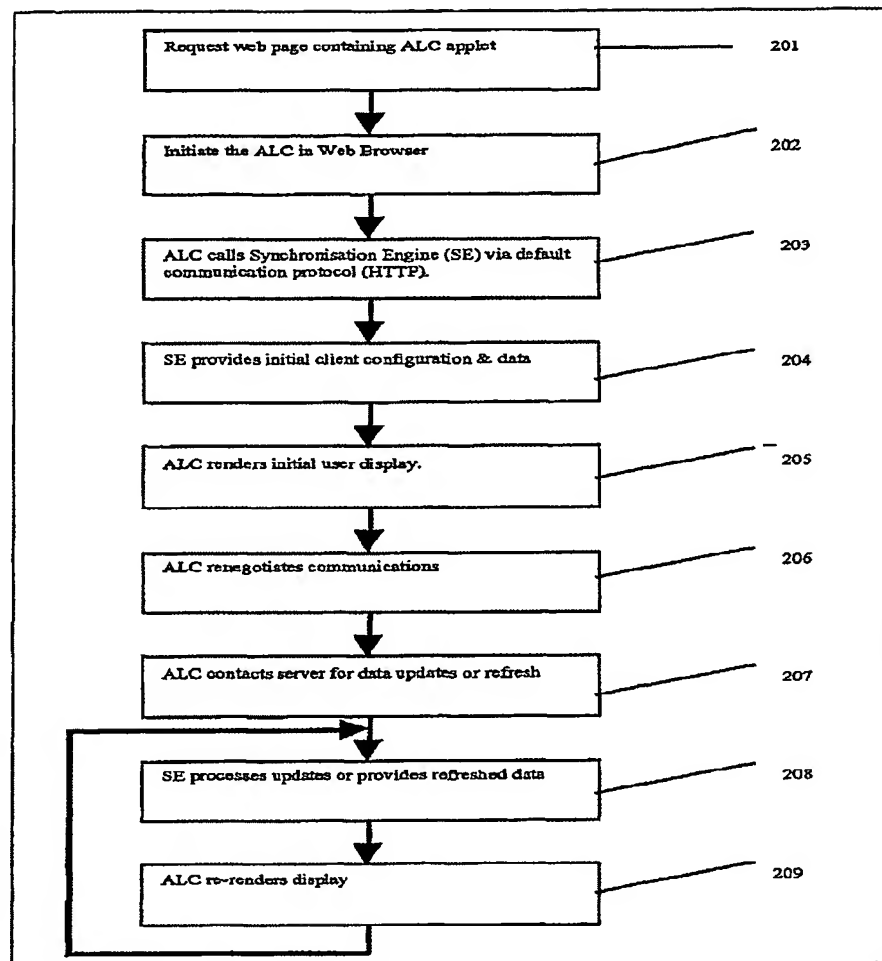 Request web page containing ALC applet
201
Initiate the ALC in Web Browser
202
ALC calls Synchronisation Engine (SE) via default
communication protocol (HTTP).
203
SE provides initial client configuration & data
204
ALC renders initial user display.
205
ALC renegotiates communications
206
ALC contacts server for data updates or refresh
207
SE processes updates or provides refreshed data
208
ALC re-renders display
209